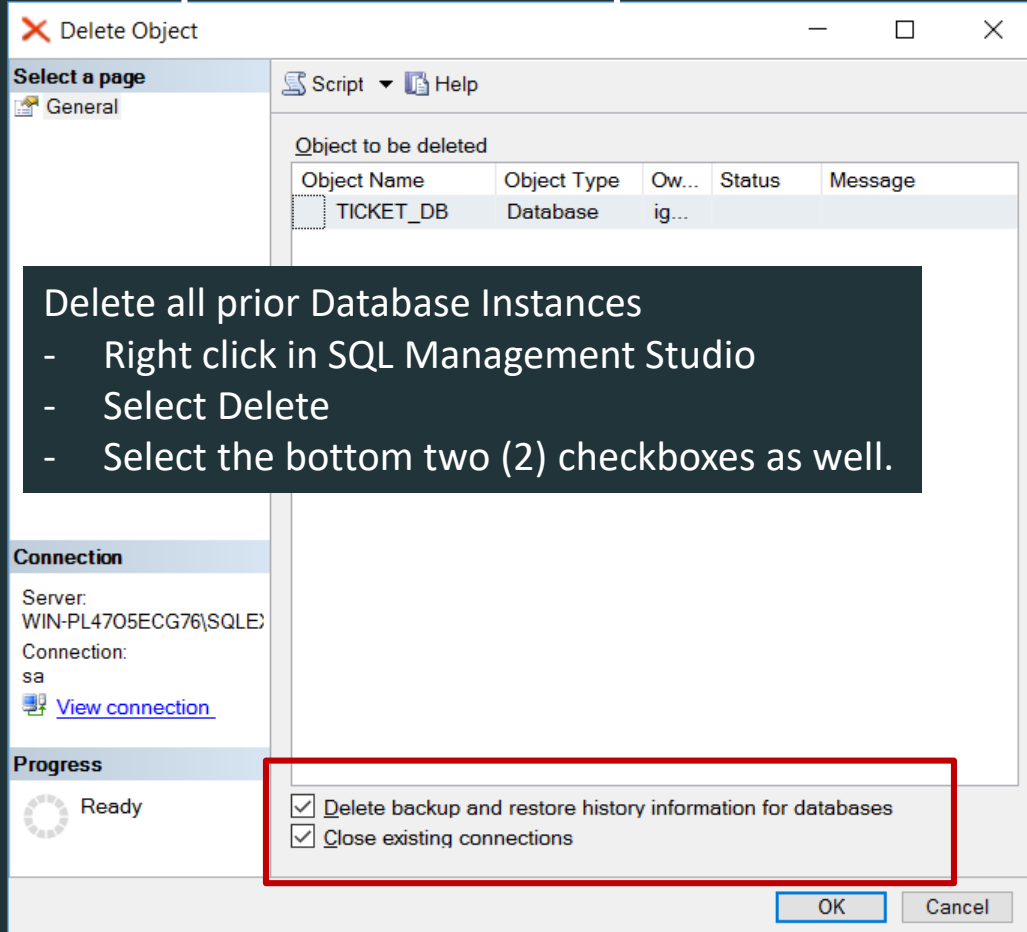 Delete Object
Select a page
General
Script Help
Object to be deleted
Object Name Object Type Ow... Status Message
TICKET_DB Database ig...
Delete all prior Database Instances
- Right click in SQL Management Studio
- Select Delete
- Select the bottom two (2) checkboxes as well.
Connection
Server:
WIN-PL47O5ECG76\SQLEX
Connection:
sa
View connection
Progress
Ready
Delete backup and restore history information for databases
Close existing connections
OK Cancel